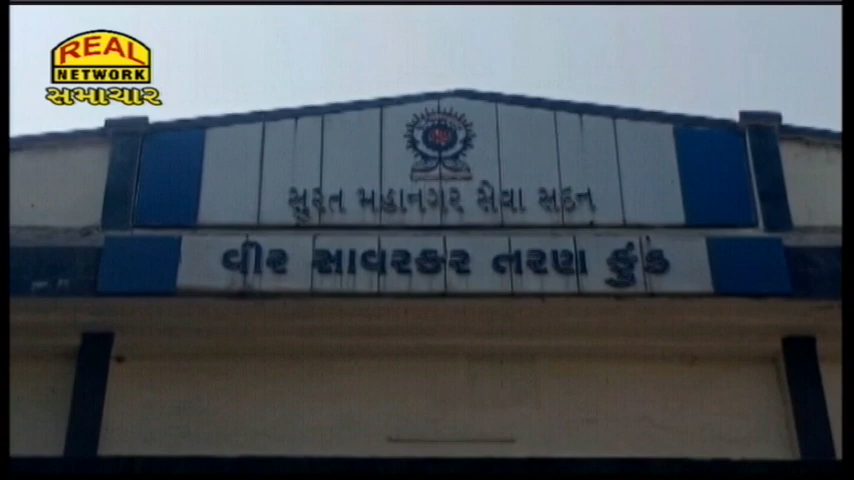 REAL
NETWORK
સમાચાર
સુરત મહાનગર સેવા સદન
વીર સાવરકર તરણ કુંડ